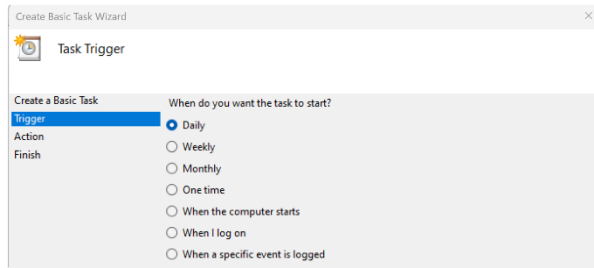 Create Basic Task Wizard
Task Trigger
Create a Basic Task
Trigger
Action
Finish
When do you want the task to start?
Daily
Weekly
Monthly
One time
When the computer starts
When I log on
When a specific event is logged